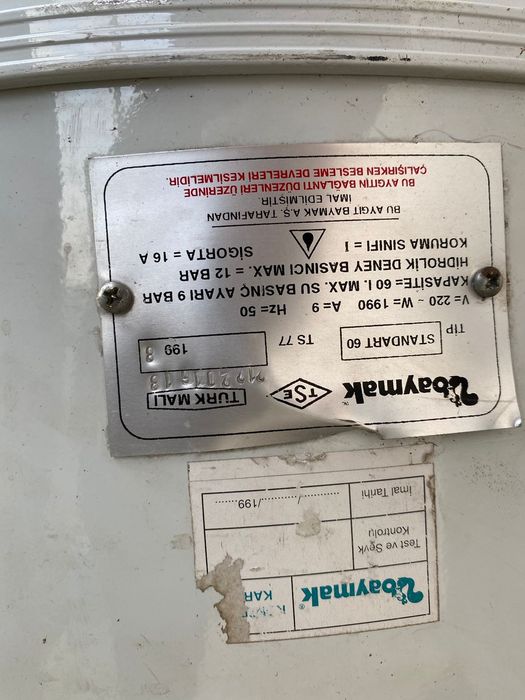 baymak ®
KAR
Test ve Sevk
Kontrolu
İmal Tarihi ............/............/199.......
baymak TSE TÜRK MALI
TİP STANDART 60 TS 77 199 8
V= 220 ~ W= 1990 A= 9 Hz= 50
KAPASİTE= 60 l. MAX. SU BASINÇ AYARI 9 BAR
HİDROLİK DENEY BASINCI MAX. = 12 BAR
KORUMA SINIFI = I SİGORTA = 16 A
BU AYGIT BAYMAK A.Ş. TARAFINDAN
İMAL EDİLMİŞTİR.
BU AYGITIN BAĞLANTI DÜZENLERİ ÜZERİNDE
ÇALIŞIRKEN BESLEME DEVRELERİ KESİLMELİDİR.